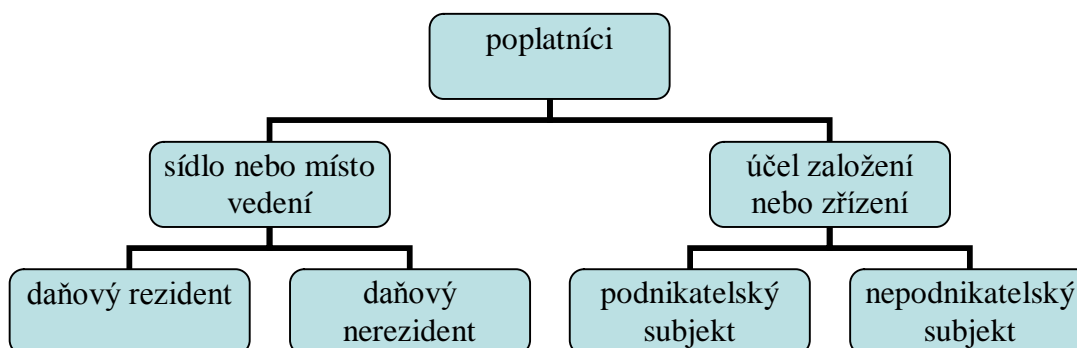 poplatníci
sídlo nebo místo
vedení
účel založení
nebo zřízení
daňový rezident
daňový
nerezident
podnikatelský
subjekt
nepodnikatelský
subjekt